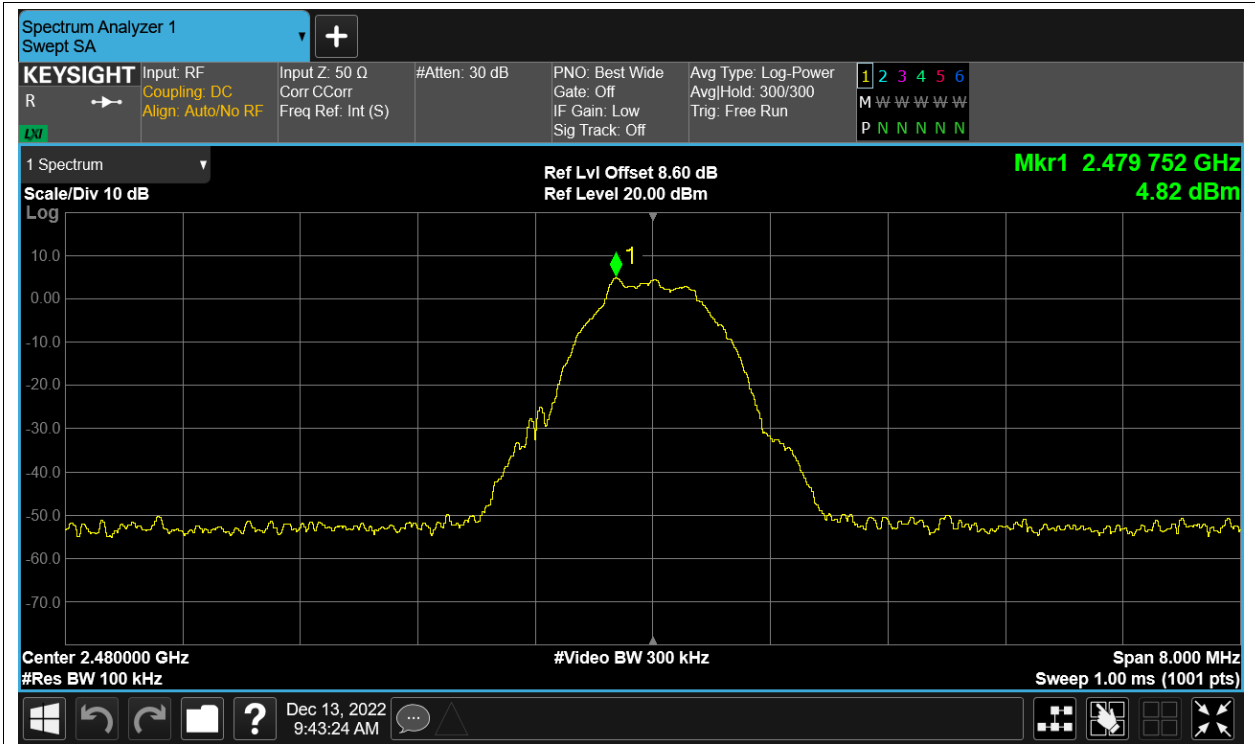 Spectrum Analyzer 1
Swept SA
KEYSIGHT
R
LXI
Input: RF
Coupling: DC
Align: Auto/No RF
Input Z: 50 Ω
Corr CCorr
Freq Ref: Int (S)
#Atten: 30 dB
PNO: Best Wide
Gate: Off
IF Gain: Low
Sig Track: Off
Avg Type: Log-Power
Avg|Hold: 300/300
Trig: Free Run
1 2 3 4 5 6
M W W W W W
P N N N N N
1 Spectrum
Scale/Div 10 dB
Log
Ref Lvl Offset 8.60 dB
Ref Level 20.00 dBm
Mkr1 2.479 752 GHz
4.82 dBm
1
10.0
0.00
-10.0
-20.0
-30.0
-40.0
-50.0
-60.0
-70.0
Center 2.480000 GHz
#Res BW 100 kHz
#Video BW 300 kHz
Span 8.000 MHz
Sweep 1.00 ms (1001 pts)
?
Dec 13, 2022
9:43:24 AM